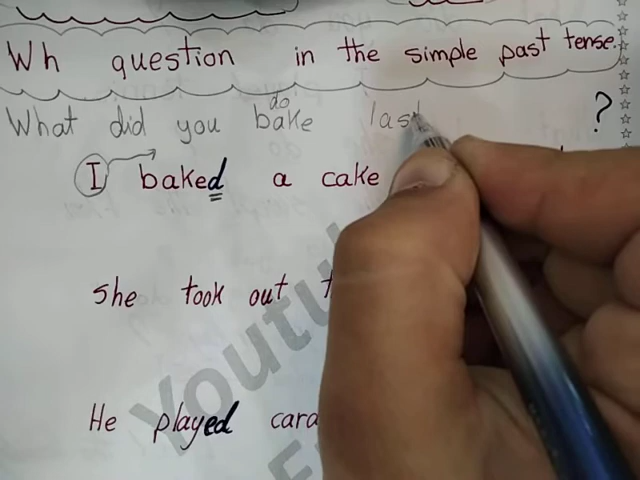 Wh question in the simple past tense.
do
What did you bake last ?
I baked a cake
she took out
He played